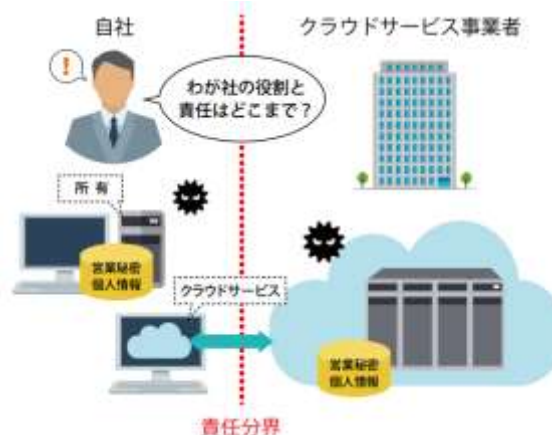 自社
クラウドサービス事業者
!
わが社の役割と
責任はどこまで？
所有
営業秘密
個人情報
クラウドサービス
営業秘密
個人情報
責任分界